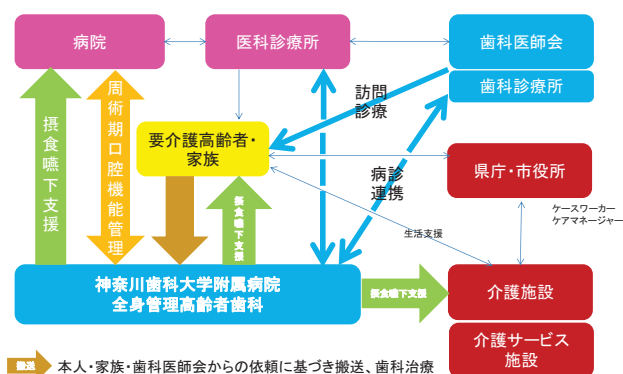 病院
医科診療所
歯科医師会
歯科診療所
摂食嚥下支援
周術期口腔機能管理
訪問
診療
要介護高齢者・
家族
病診
連携
県庁・市役所
ケースワーカー
ケアマネージャー
摂食嚥下支援
生活支援
神奈川歯科大学附属病院
全身管理高齢者歯科
摂食嚥下支援
介護施設
介護サービス
施設
搬送 本人・家族・歯科医師会からの依頼に基づき搬送、歯科治療